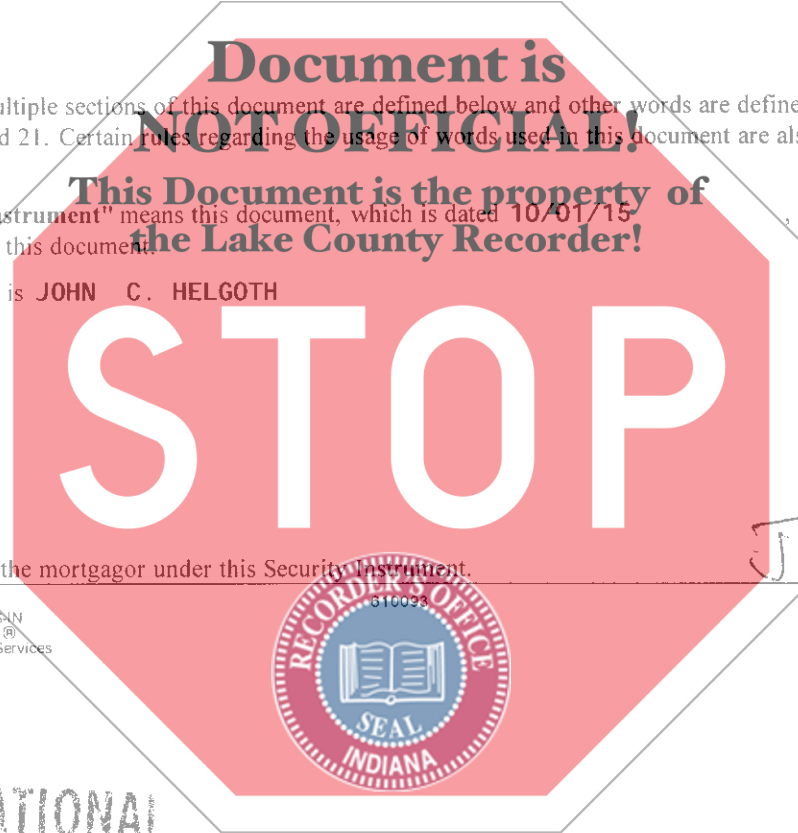 Document is
ultiple sections of this document are defined below and other words are define
NOT OFFICIAL!
d 21. Certain rules regarding the usage of words used in this document are als
This Document is the property of
strument" means this document, which is dated 10/01/15 ,
the Lake County Recorder!
this document.
is JOHN C. HELGOTH
STOP
the mortgagor under this Security Instrument.
610093
-IN
®
Services
RECORDER'S OFFICE
SEAL
INDIANA